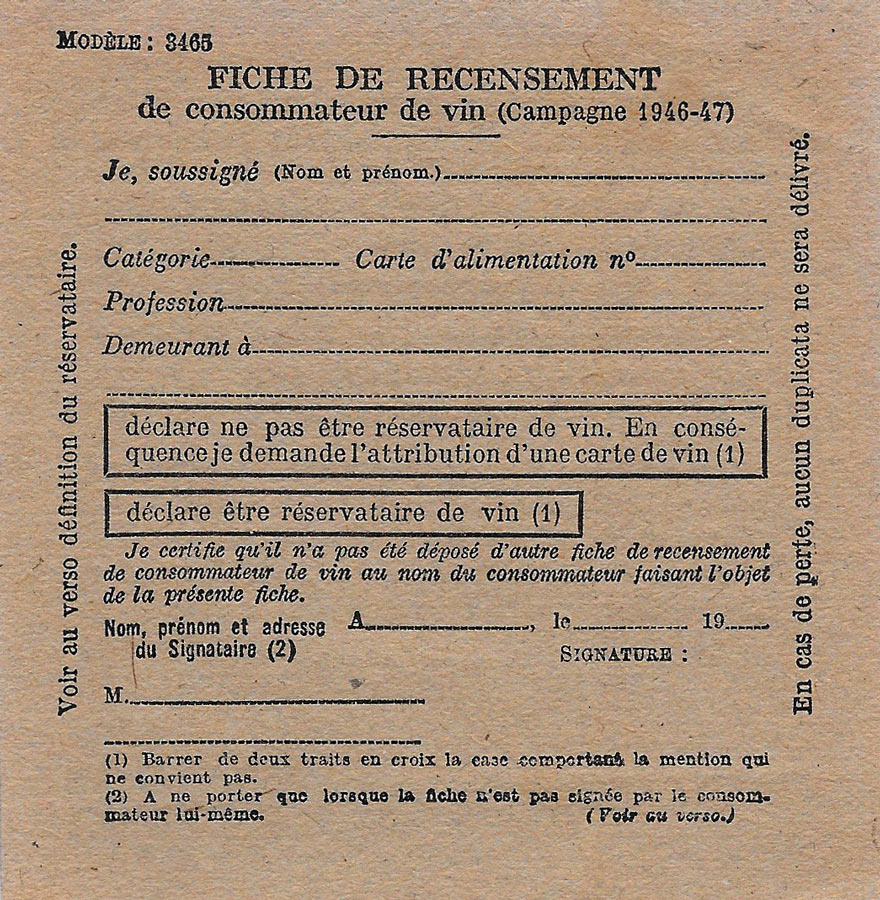 MODÈLE : 3465
FICHE DE RECENSEMENT
de consommateur de vin (Campagne 1946-47)
Je, soussigné (Nom et prénom.)
Catégorie Carte d'alimentation nº
Profession
Demeurant à
déclare ne pas être réservataire de vin. En consé-
quence je demande l'attribution d'une carte de vin (1)
déclare être réservataire de vin (1)
Je certifie qu'il n'a pas été déposé d'autre fiche de recensement
de consommateur de vin au nom du consommateur faisant l'objet
de la présente fiche.
Nom, prénom et adresse
du Signataire (2)
A , le 19
SIGNATURE :
M.
(1) Barrer de deux traits en croix la case comportant la mention qui
ne convient pas.
(2) A ne porter que lorsque la fiche n'est pas signée par le consom-
mateur lui-même.
(Voir au verso.)
Voir au verso définition du réservataire.
En cas de perte, aucun duplicata ne sera délivré.